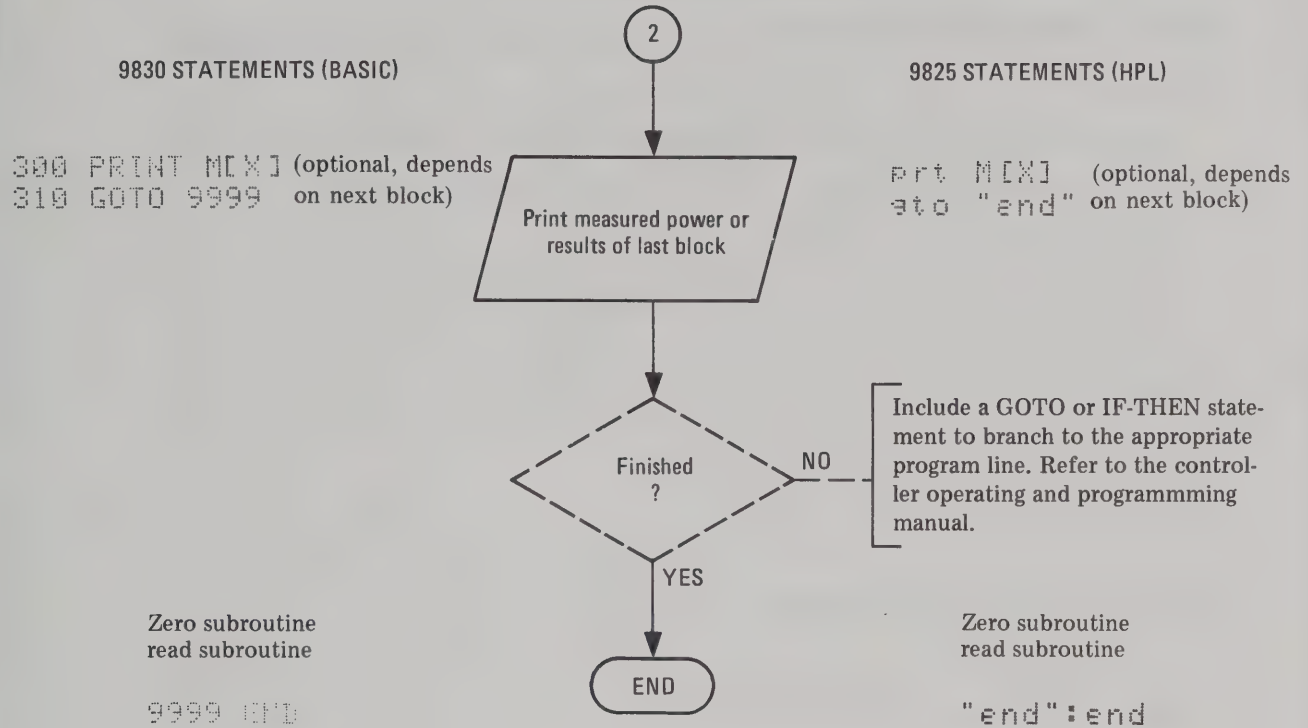 2
9830 STATEMENTS (BASIC)
9825 STATEMENTS (HPL)
300 PRINT M[X] (optional, depends
310 GOTO 9999 on next block)
Print measured power or
results of last block
prt M[X] (optional, depends
gto "end" on next block)
Finished
?
NO
Include a GOTO or IF-THEN state-
ment to branch to the appropriate
program line. Refer to the control-
ler operating and programmming
manual.
YES
Zero subroutine
read subroutine
Zero subroutine
read subroutine
END
9999 END
"end":end